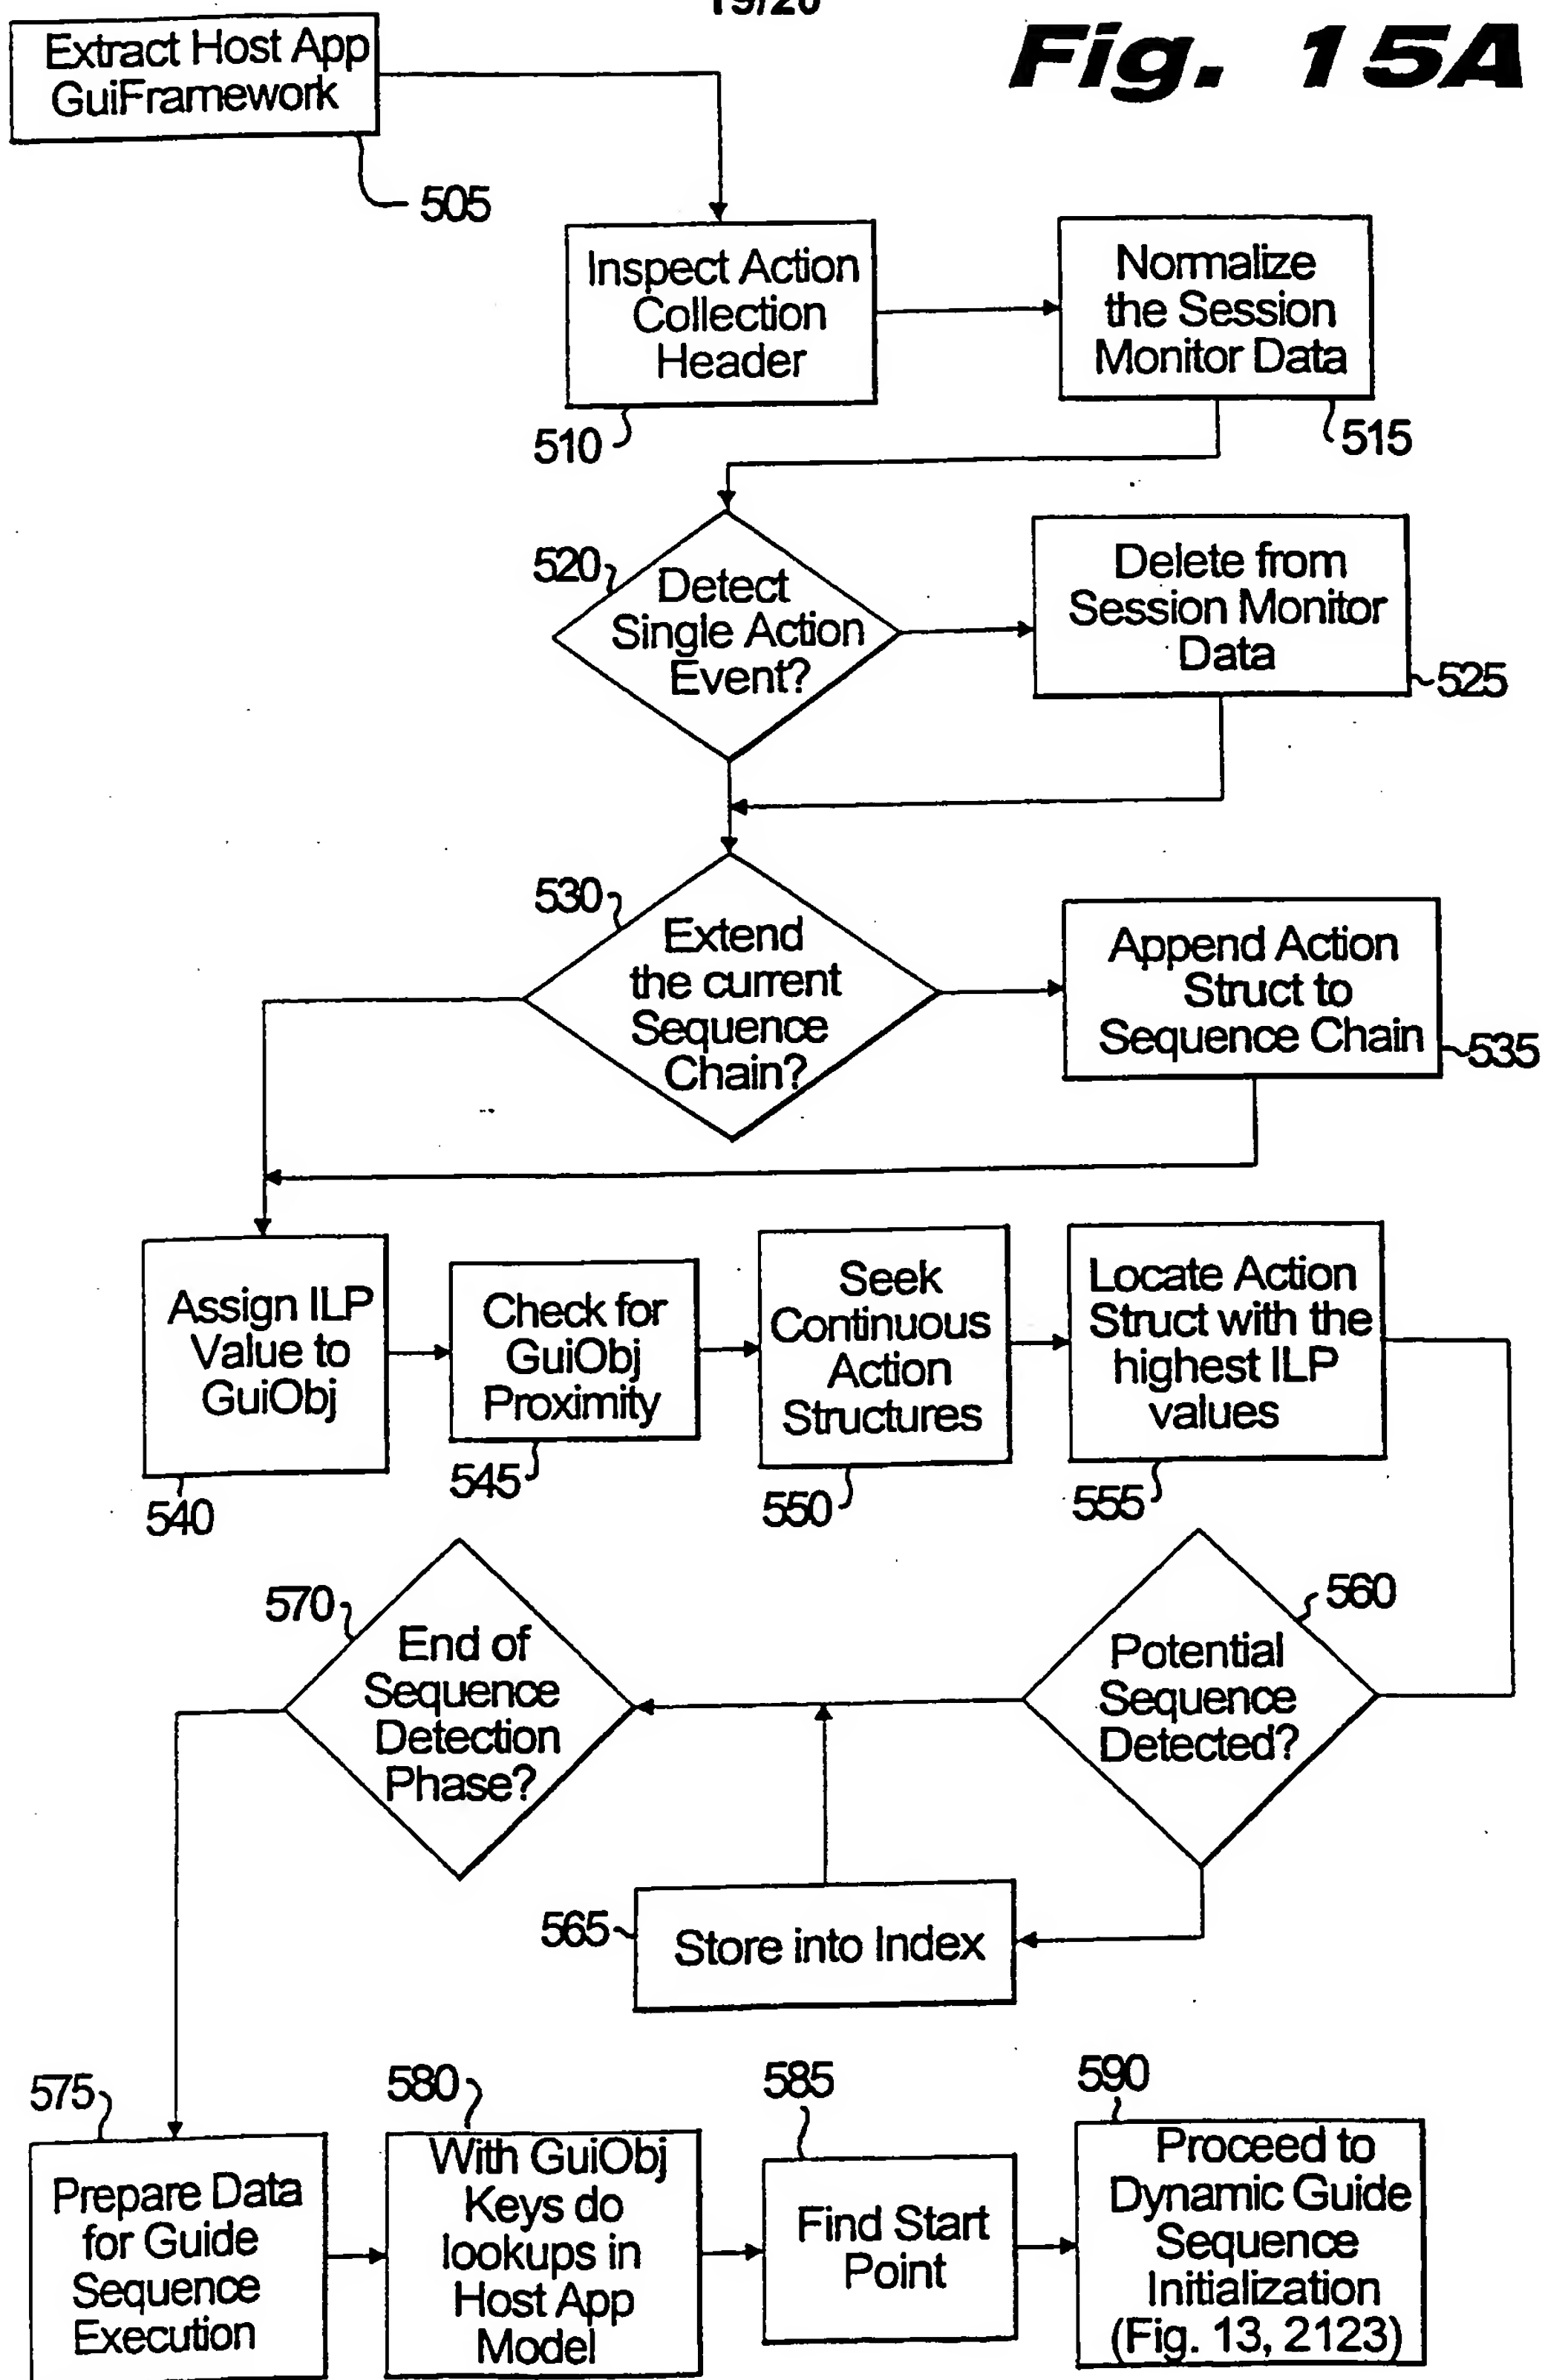 19/20
Fig. 15A
Extract Host App
GuiFramework
505
Inspect Action
Collection
Header
510
Normalize
the Session
Monitor Data
515
520
Detect
Single Action
Event?
Delete from
Session Monitor
Data
525
530
Extend
the current
Sequence
Chain?
Append Action
Struct to
Sequence Chain
535
Assign ILP
Value to
GuiObj
540
Check for
GuiObj
Proximity
545
Seek
Continuous
Action
Structures
550
Locate Action
Struct with the
highest ILP
values
555
560
Potential
Sequence
Detected?
565
Store into Index
570
End of
Sequence
Detection
Phase?
575
Prepare Data
for Guide
Sequence
Execution
580
With GuiObj
Keys do
lookups in
Host App
Model
585
Find Start
Point
590
Proceed to
Dynamic Guide
Sequence
Initialization
(Fig. 13, 2123)